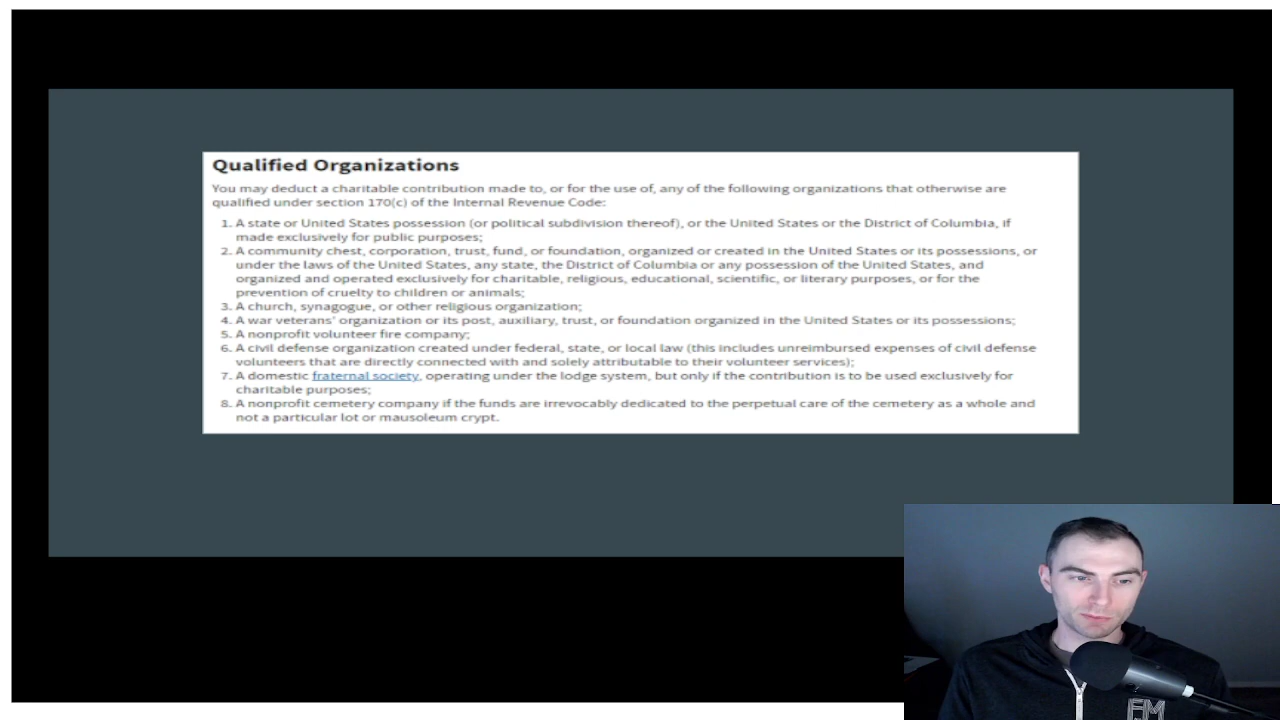 Qualified Organizations
You may deduct a charitable contribution made to, or for the use of, any of the following organizations that otherwise are
qualified under section 170(c) of the Internal Revenue Code:
1. A state or United States possession (or political subdivision thereof), or the United States or the District of Columbia, if
made exclusively for public purposes;
2. A community chest, corporation, trust, fund, or foundation, organized or created in the United States or its possessions, or
under the laws of the United States, any state, the District of Columbia or any possession of the United States, and
organized and operated exclusively for charitable, religious, educational, scientific, or literary purposes, or for the
prevention of cruelty to children or animals;
3. A church, synagogue, or other religious organization;
4. A war veterans' organization or its post, auxiliary, trust, or foundation organized in the United States or its possessions;
5. A nonprofit volunteer fire company;
6. A civil defense organization created under federal, state, or local law (this includes unreimbursed expenses of civil defense
volunteers that are directly connected with and solely attributable to their volunteer services);
7. A domestic fraternal society, operating under the lodge system, but only if the contribution is to be used exclusively for
charitable purposes;
8. A nonprofit cemetery company if the funds are irrevocably dedicated to the perpetual care of the cemetery as a whole and
not a particular lot or mausoleum crypt.